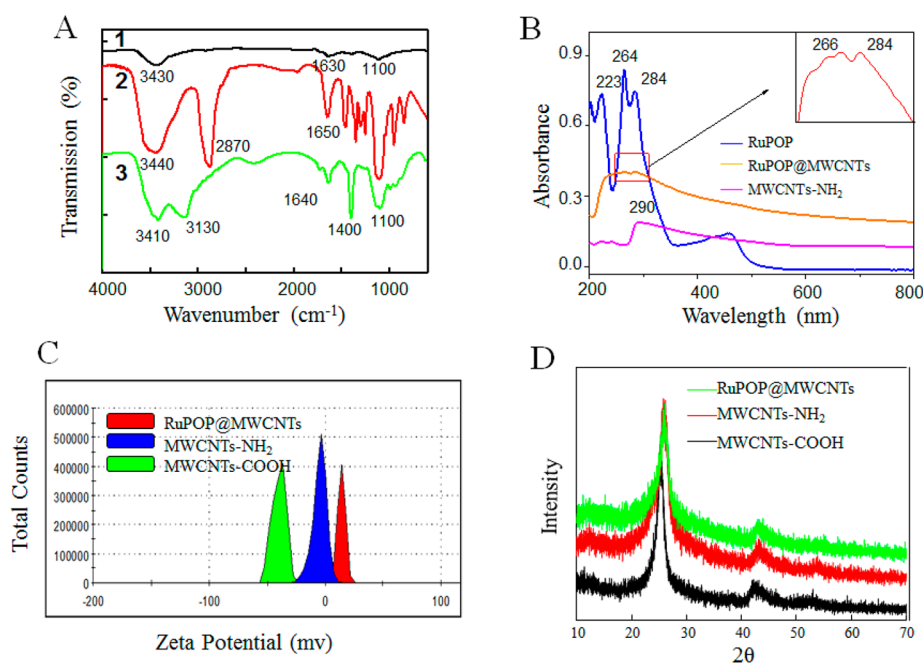 A
1
2
3
3430
1630
1100
3440
2870
1650
3410
3130
1640
1400
1100
Transmission (%)
4000 3000 2000 1000
Wavenumber (cm-1)
B
0.9
0.6
0.3
0.0
223
264
284
266 284
RuPOP
RuPOP@MWCNTs
MWCNTs-NH2
290
Absorbance
200 400 600 800
Wavelength (nm)
C
600000
500000
400000
300000
200000
100000
0
RuPOP@MWCNTs
MWCNTs-NH2
MWCNTs-COOH
Total Counts
-200 -100 0 100
Zeta Potential (mv)
D
RuPOP@MWCNTs
MWCNTs-NH2
MWCNTs-COOH
Intensity
10 20 30 40 50 60 70
2θ